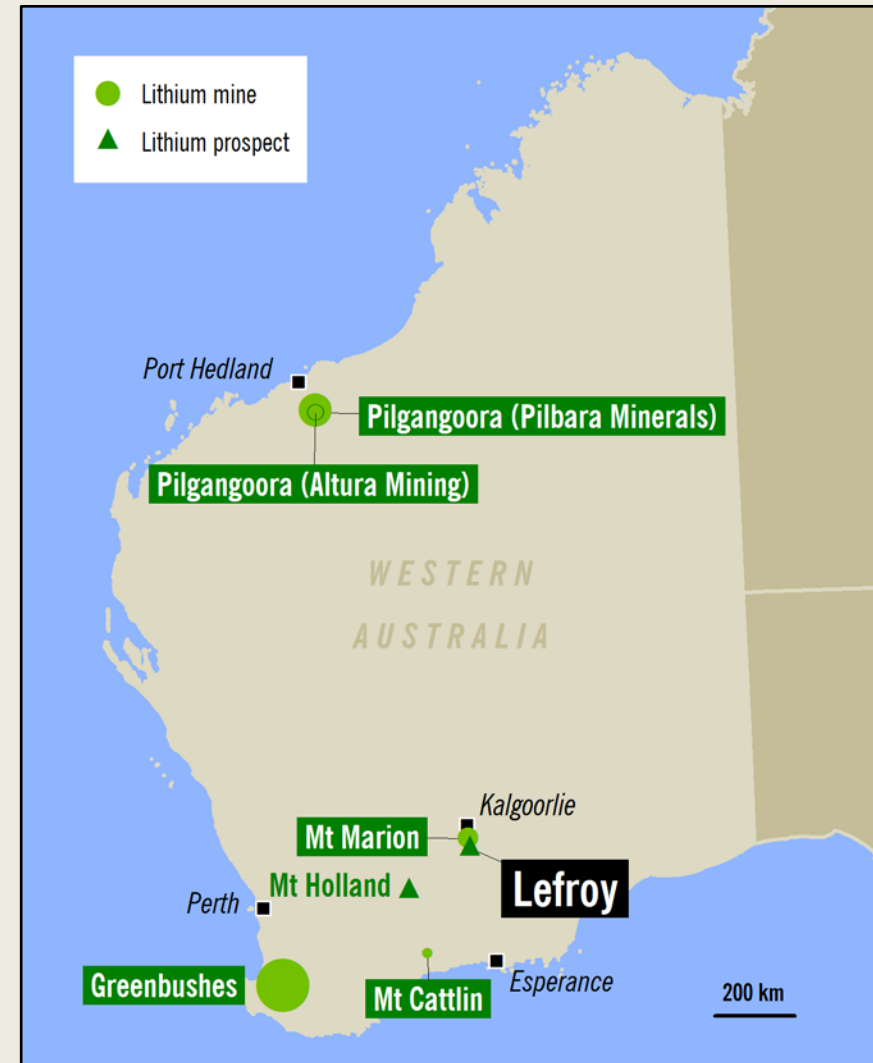 Lithium mine
Lithium prospect
Port Hedland
Pilgangoora (Pilbara Minerals)
Pilgangoora (Altura Mining)
WESTERN
AUSTRALIA
Kalgoorlie
Mt Marion
Lefroy
Mt Holland
Perth
Greenbushes
Mt Cattlin
Esperance
200 km